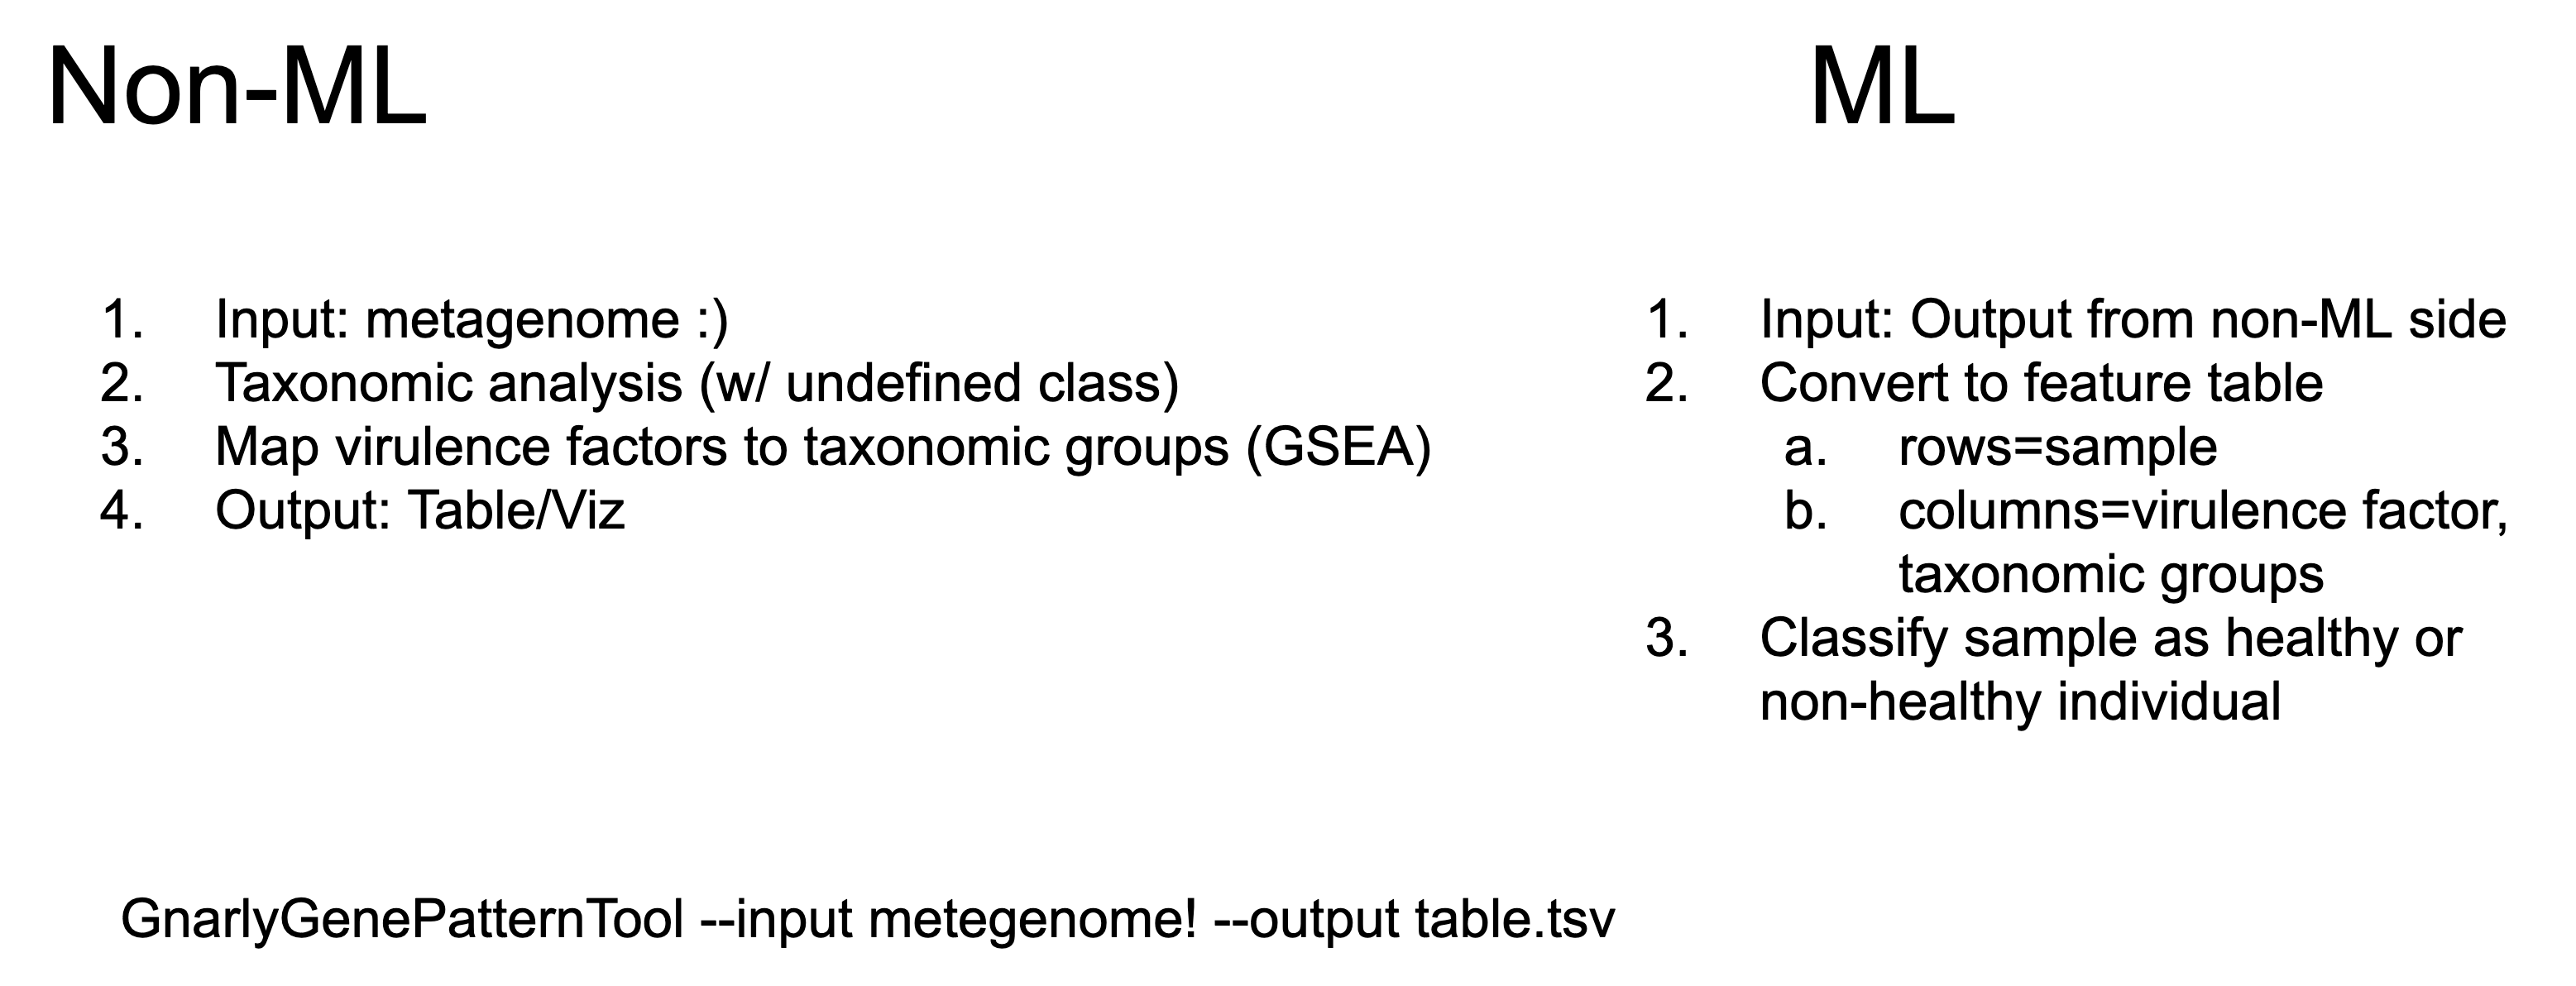 Non-ML
1. Input: metagenome :)
2. Taxonomic analysis (w/ undefined class)
3. Map virulence factors to taxonomic groups (GSEA)
4. Output: Table/Viz
ML
1. Input: Output from non-ML side
2. Convert to feature table
a. rows=sample
b. columns=virulence factor,
taxonomic groups
3. Classify sample as healthy or
non-healthy individual
GnarlyGenePatternTool --input metegenome! --output table.tsv